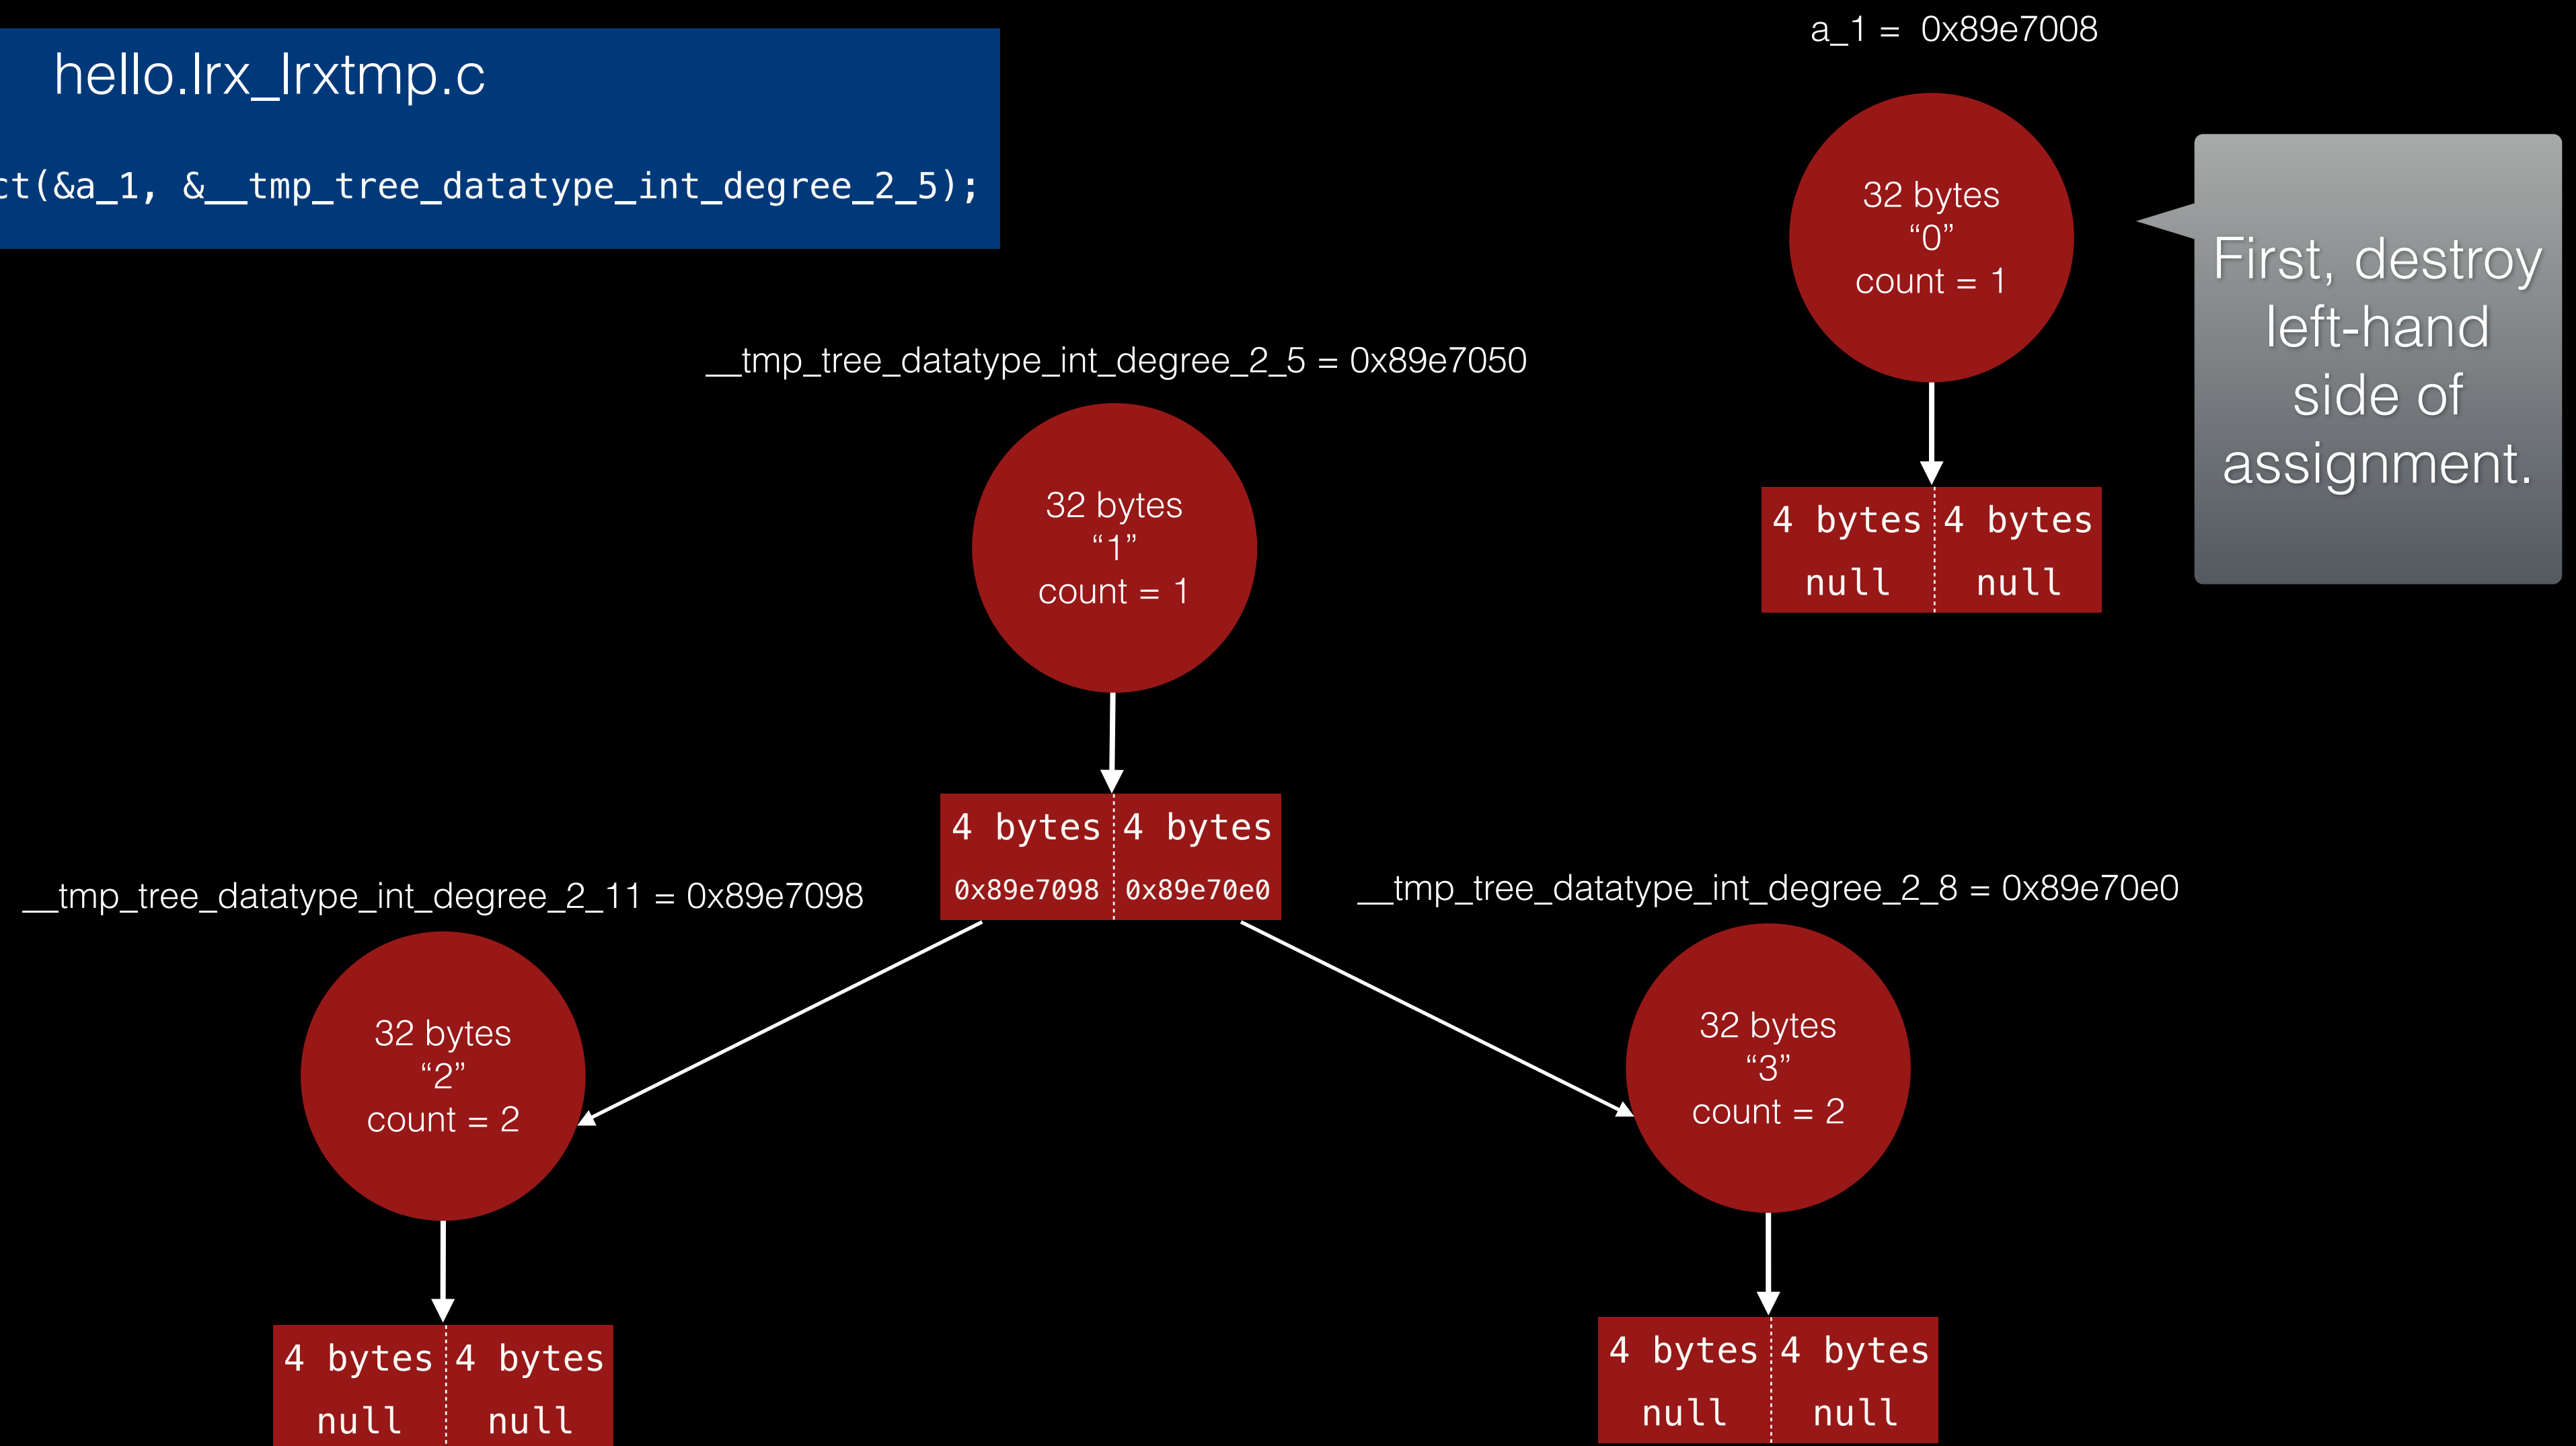 hello.lrx_lrxtmp.c
ct(&a_1, &__tmp_tree_datatype_int_degree_2_5);
a_1 = 0x89e7008
32 bytes
“0”
count = 1
4 bytes 4 bytes
null null
First, destroy
left-hand
side of
assignment.
__tmp_tree_datatype_int_degree_2_5 = 0x89e7050
32 bytes
“1”
count = 1
4 bytes 4 bytes
0x89e7098 0x89e70e0
__tmp_tree_datatype_int_degree_2_11 = 0x89e7098
32 bytes
“2”
count = 2
4 bytes 4 bytes
null null
__tmp_tree_datatype_int_degree_2_8 = 0x89e70e0
32 bytes
“3”
count = 2
4 bytes 4 bytes
null null